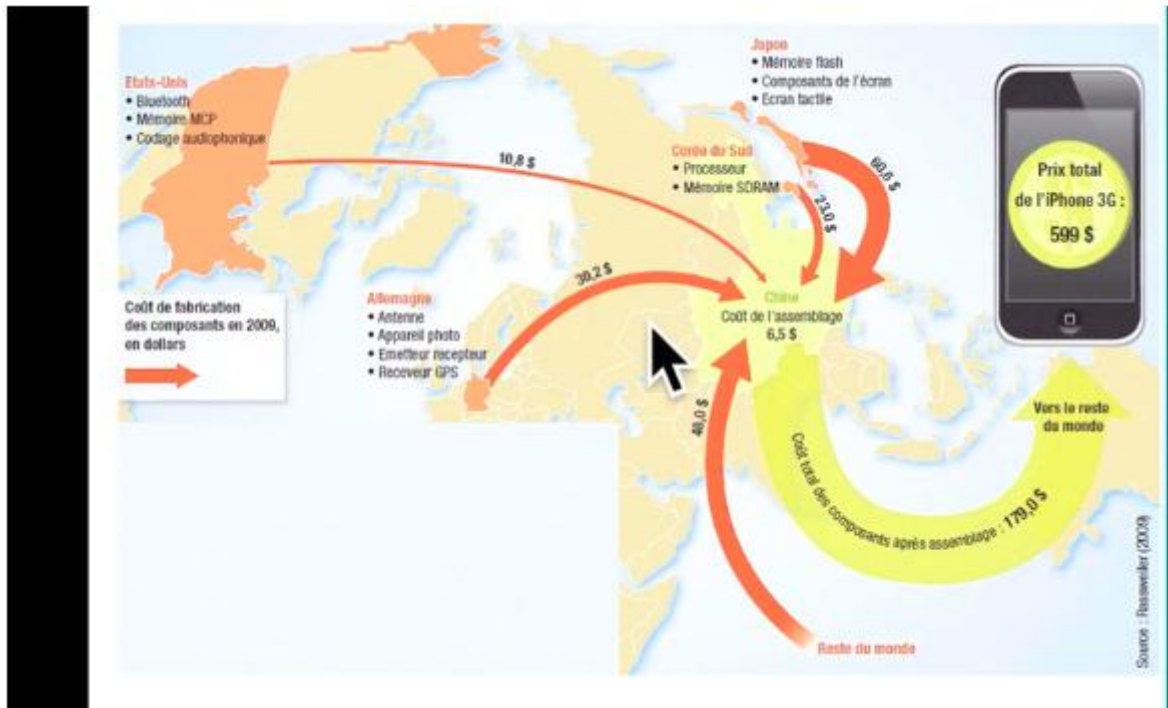 Etats-Unis
• Bluetooth
• Mémoire MCP
• Codage audiophonique
10,8 $
Japon
• Mémoire flash
• Composants de l'écran
• Ecran tactile
60,6 $
Corée du Sud
• Processeur
• Mémoire SDRAM
23,0 $
Prix total
de l'iPhone 3G :
599 $
Coût de fabrication
des composants en 2009,
en dollars
Allemagne
• Antenne
• Appareil photo
• Emetteur recepteur
• Receveur GPS
30,2 $
Chine
Coût de l'assemblage
6,5 $
48,0 $
Vers le reste
du monde
Coût total des composants après assemblage : 179,0 $
Reste du monde
Source : Rassweiler (2009)